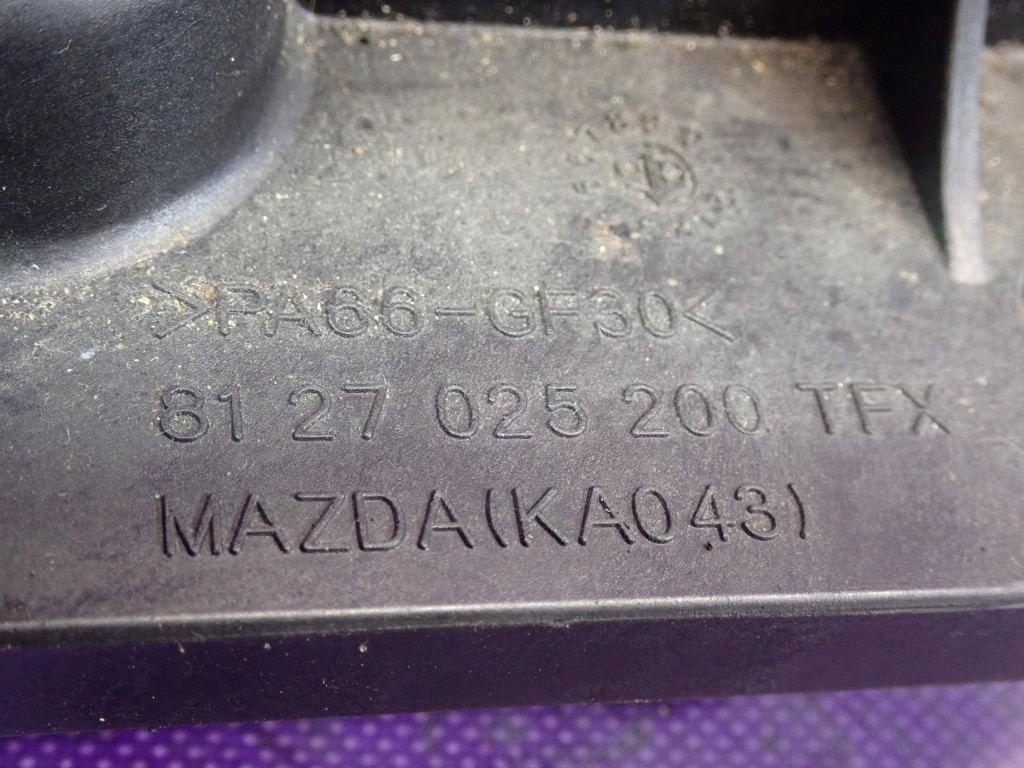 >PA66-GF30<
81 27 025 200 TFX
MAZDA(KA043)